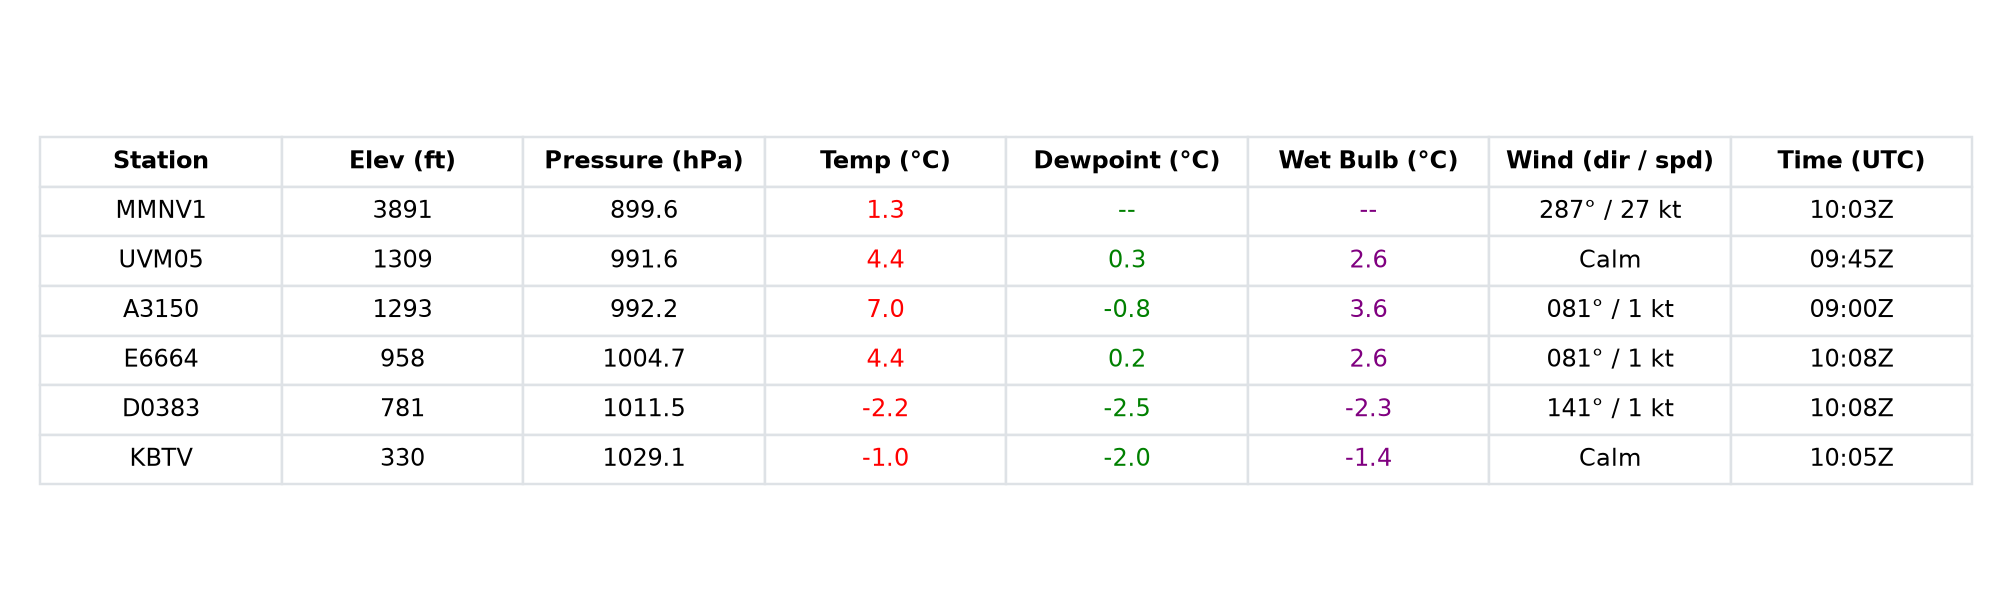 Station Elev (ft) Pressure (hPa) Temp (°C) Dewpoint (°C) Wet Bulb (°C) Wind (dir / spd) Time (UTC)
MMNV1 3891 899.6 1.3 -- -- 287° / 27 kt 10:03Z
UVM05 1309 991.6 4.4 0.3 2.6 Calm 09:45Z
A3150 1293 992.2 7.0 -0.8 3.6 081° / 1 kt 09:00Z
E6664 958 1004.7 4.4 0.2 2.6 081° / 1 kt 10:08Z
D0383 781 1011.5 -2.2 -2.5 -2.3 141° / 1 kt 10:08Z
KBTV 330 1029.1 -1.0 -2.0 -1.4 Calm 10:05Z